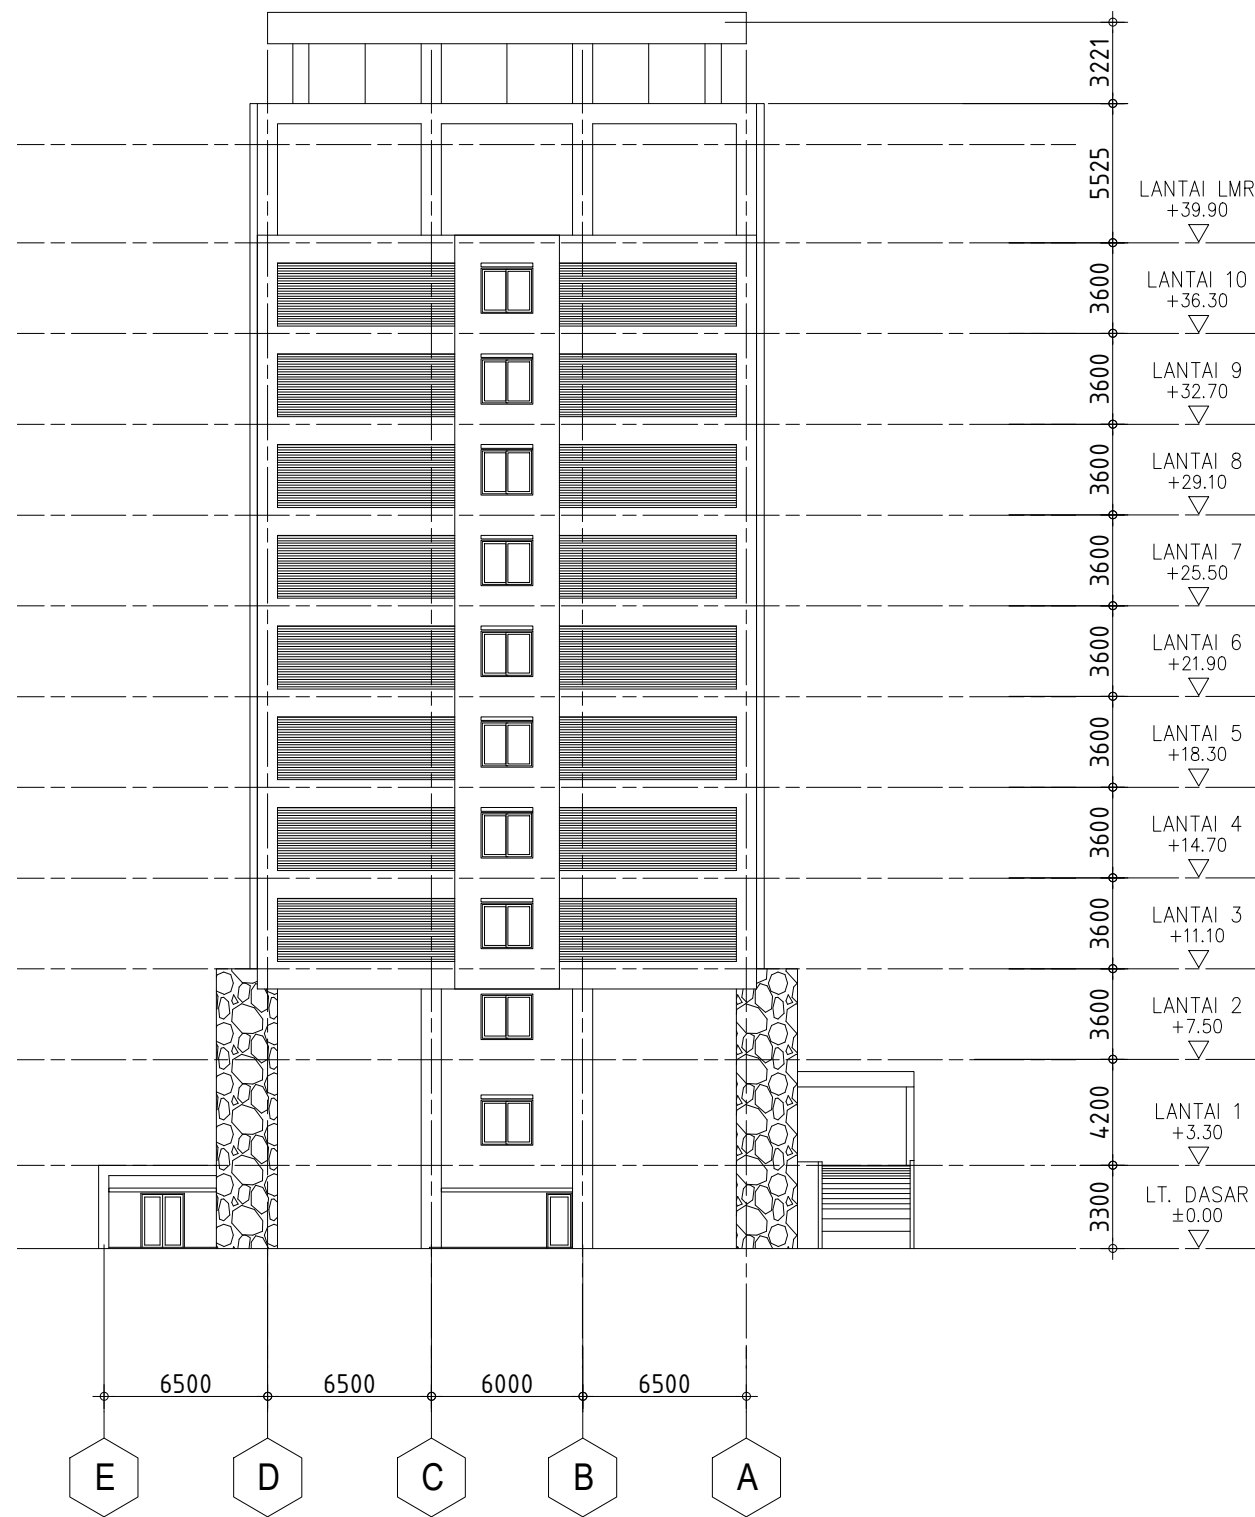 3221
5525
LANTAI LMR
+39.90
3600
LANTAI 10
+36.30
3600
LANTAI 9
+32.70
3600
LANTAI 8
+29.10
3600
LANTAI 7
+25.50
3600
LANTAI 6
+21.90
3600
LANTAI 5
+18.30
3600
LANTAI 4
+14.70
3600
LANTAI 3
+11.10
3600
LANTAI 2
+7.50
4200
LANTAI 1
+3.30
3300
LT. DASAR
±0.00
6500 6500 6000 6500
E D C B A